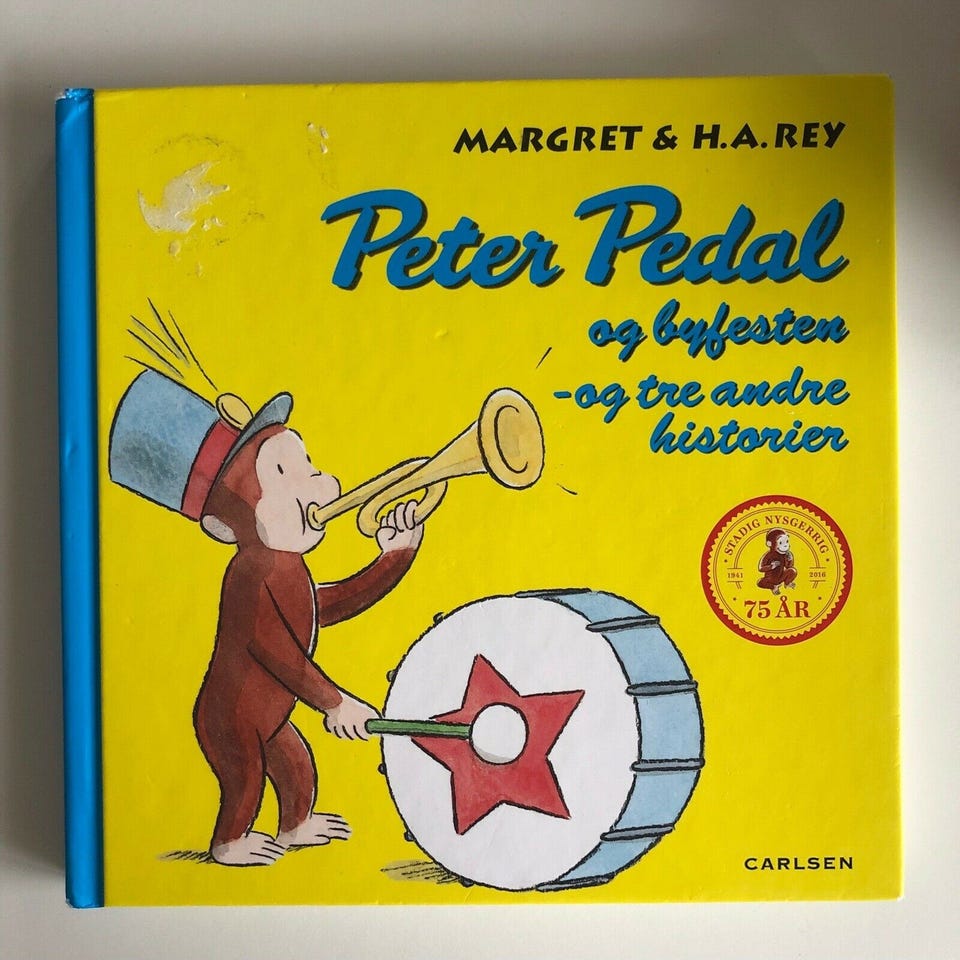 MARGRET & H.A. REY
Peter Pedal
og byfesten
-og tre andre
historier
STADIG NYSGERRIG
1941 2016
75 ÅR
CARLSEN